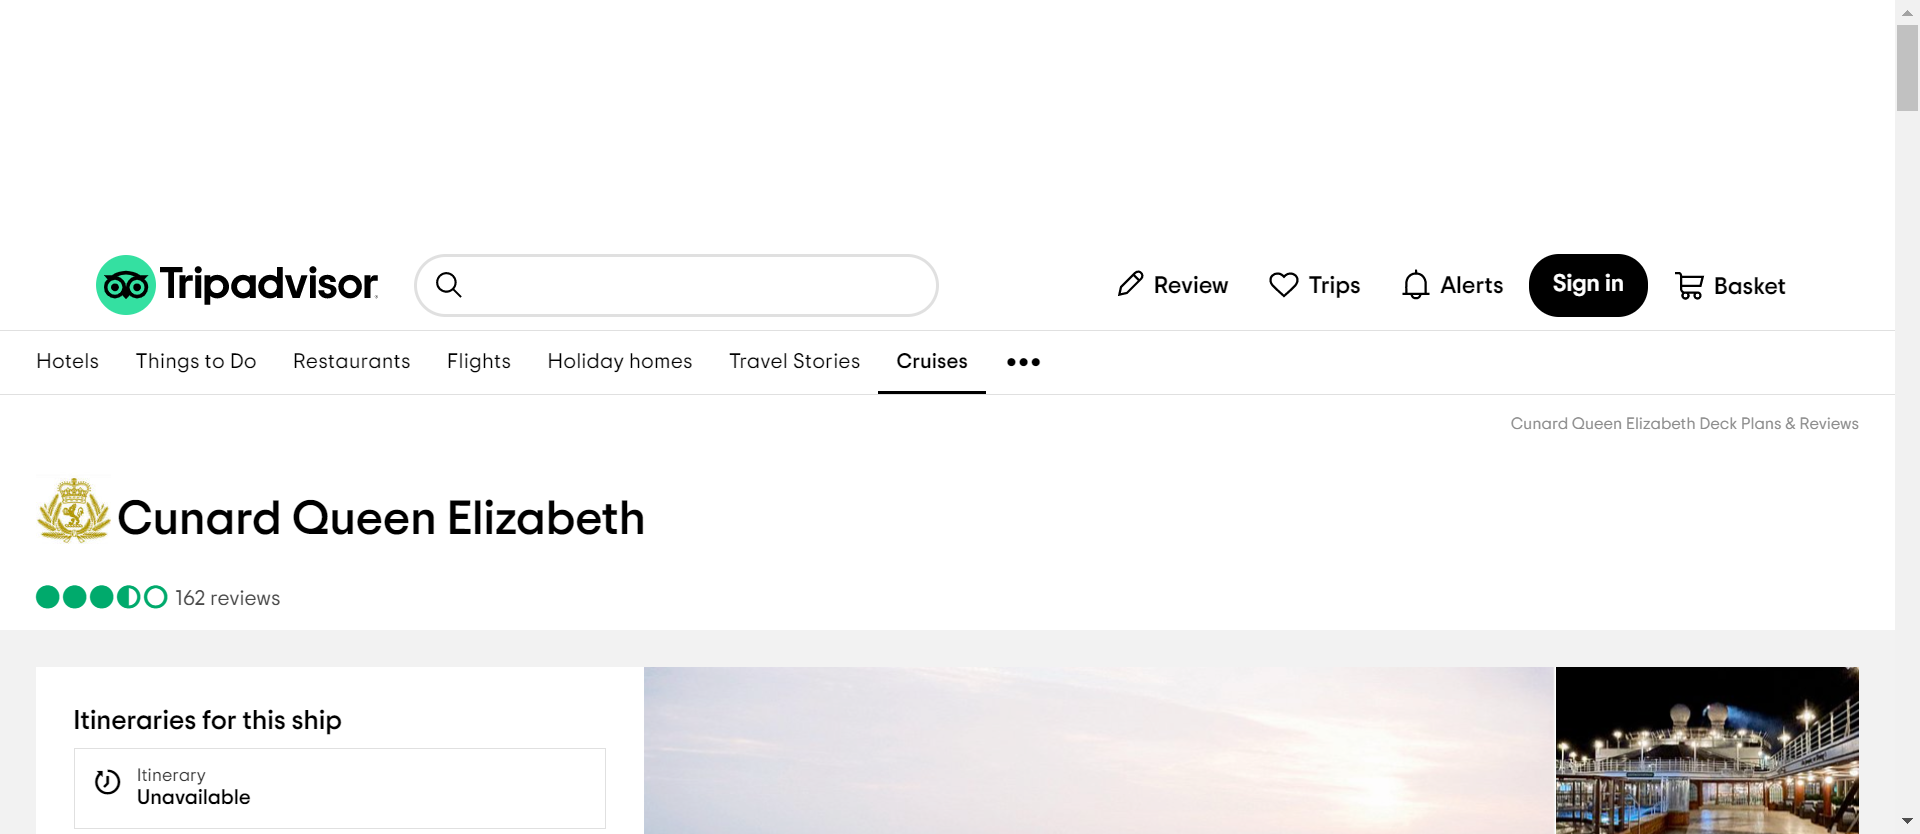 Tripadvisor
Review
Trips
Alerts
Sign in
Basket
Hotels
Things to Do
Restaurants
Flights
Holiday homes
Travel Stories
Cruises
Cunard Queen Elizabeth Deck Plans & Reviews
Cunard Queen Elizabeth
162 reviews
Itineraries for this ship
Itinerary
Unavailable